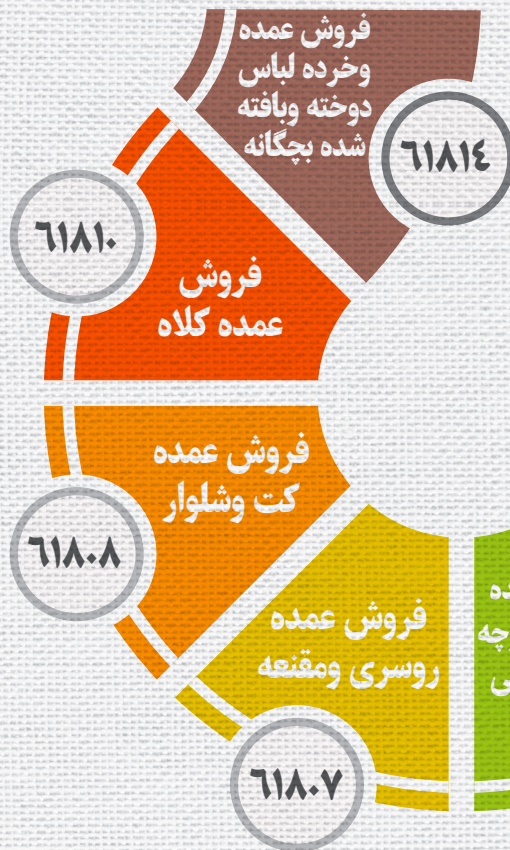 فروش عمده
وخرده لباس
دوخته وبافته
شده بچگانه
٦١٨١٤
٦١٨١٠
فروش
عمده کلاه
فروش عمده
کت وشلوار
٦١٨٠٨
فروش عمده
روسری ومقنعه
٦١٨٠٧